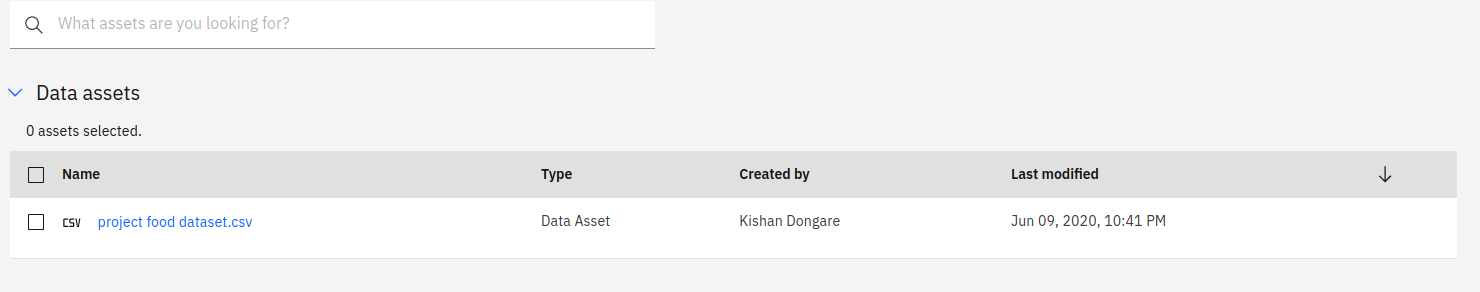 What assets are you looking for?
Data assets
0 assets selected.
Name Type Created by Last modified
CSV project food dataset.csv Data Asset Kishan Dongare Jun 09, 2020, 10:41 PM